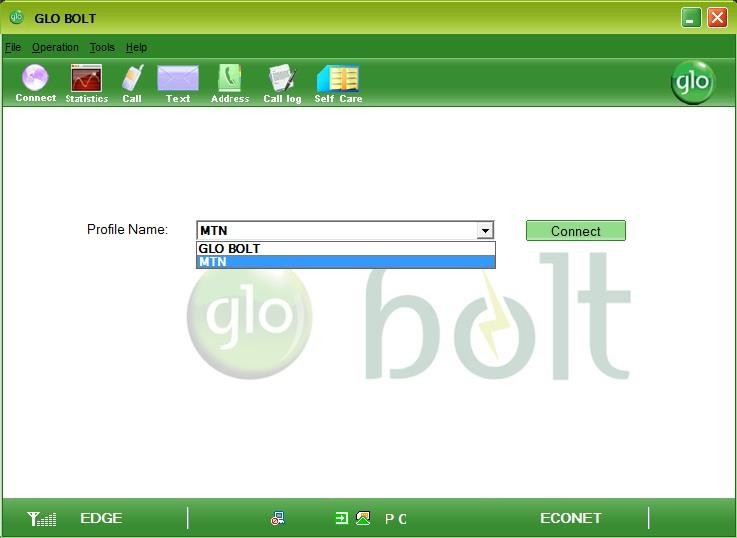 glo GLO BOLT
File Operation Tools Help
Connect Statistics Call Text Address Call log Self Care glo
Profile Name: MTN Connect
GLO BOLT
MTN
glo bolt
EDGE P C ECONET